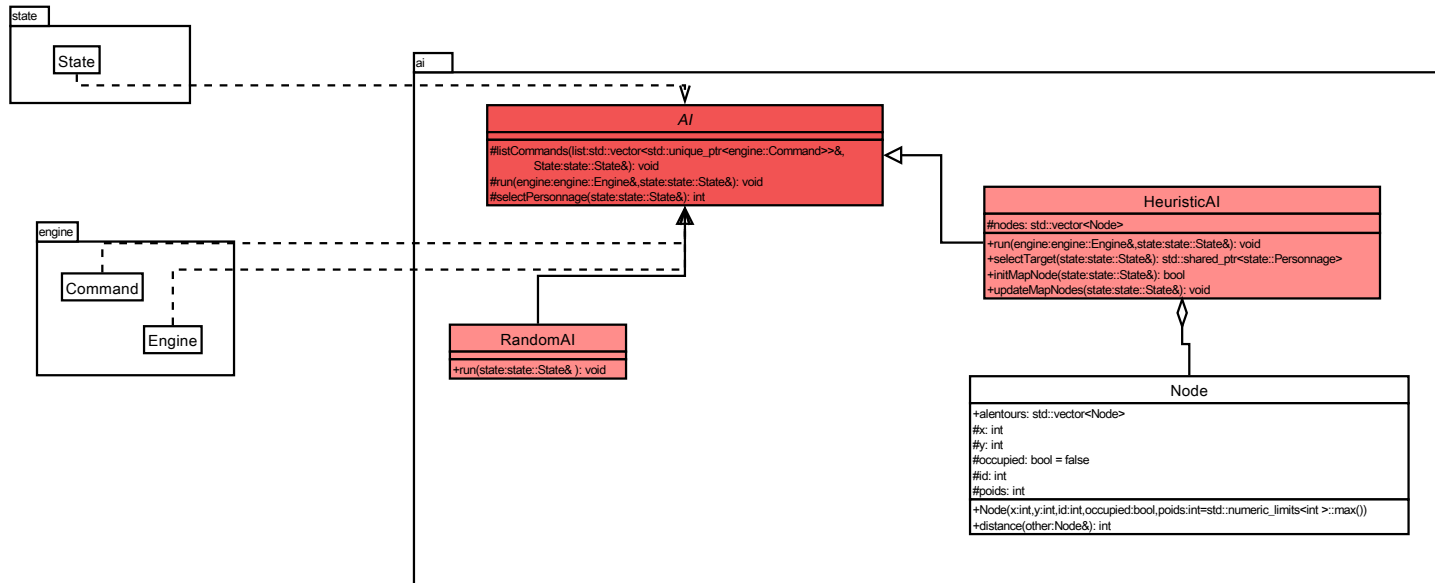 state
State
ai
AI
#listCommands(list:std::vector<std::unique_ptr<engine::Command>>&,
State:state::State&): void
#run(engine:engine::Engine&,state:state::State&): void
#selectPersonnage(state:state::State&): int
HeuristicAI
#nodes: std::vector<Node>
+run(engine:engine::Engine&,state:state::State&): void
+selectTarget(state:state::State&): std::shared_ptr<state::Personnage>
+initMapNode(state:state::State&): bool
+updateMapNodes(state:state::State&): void
engine
Command
Engine
RandomAI
+run(state:state::State& ): void
Node
+alentours: std::vector<Node>
#x: int
#y: int
#occupied: bool = false
#id: int
#poids: int
+Node(x:int,y:int,id:int,occupied:bool,poids:int=std::numeric_limits<int >::max())
+distance(other:Node&): int